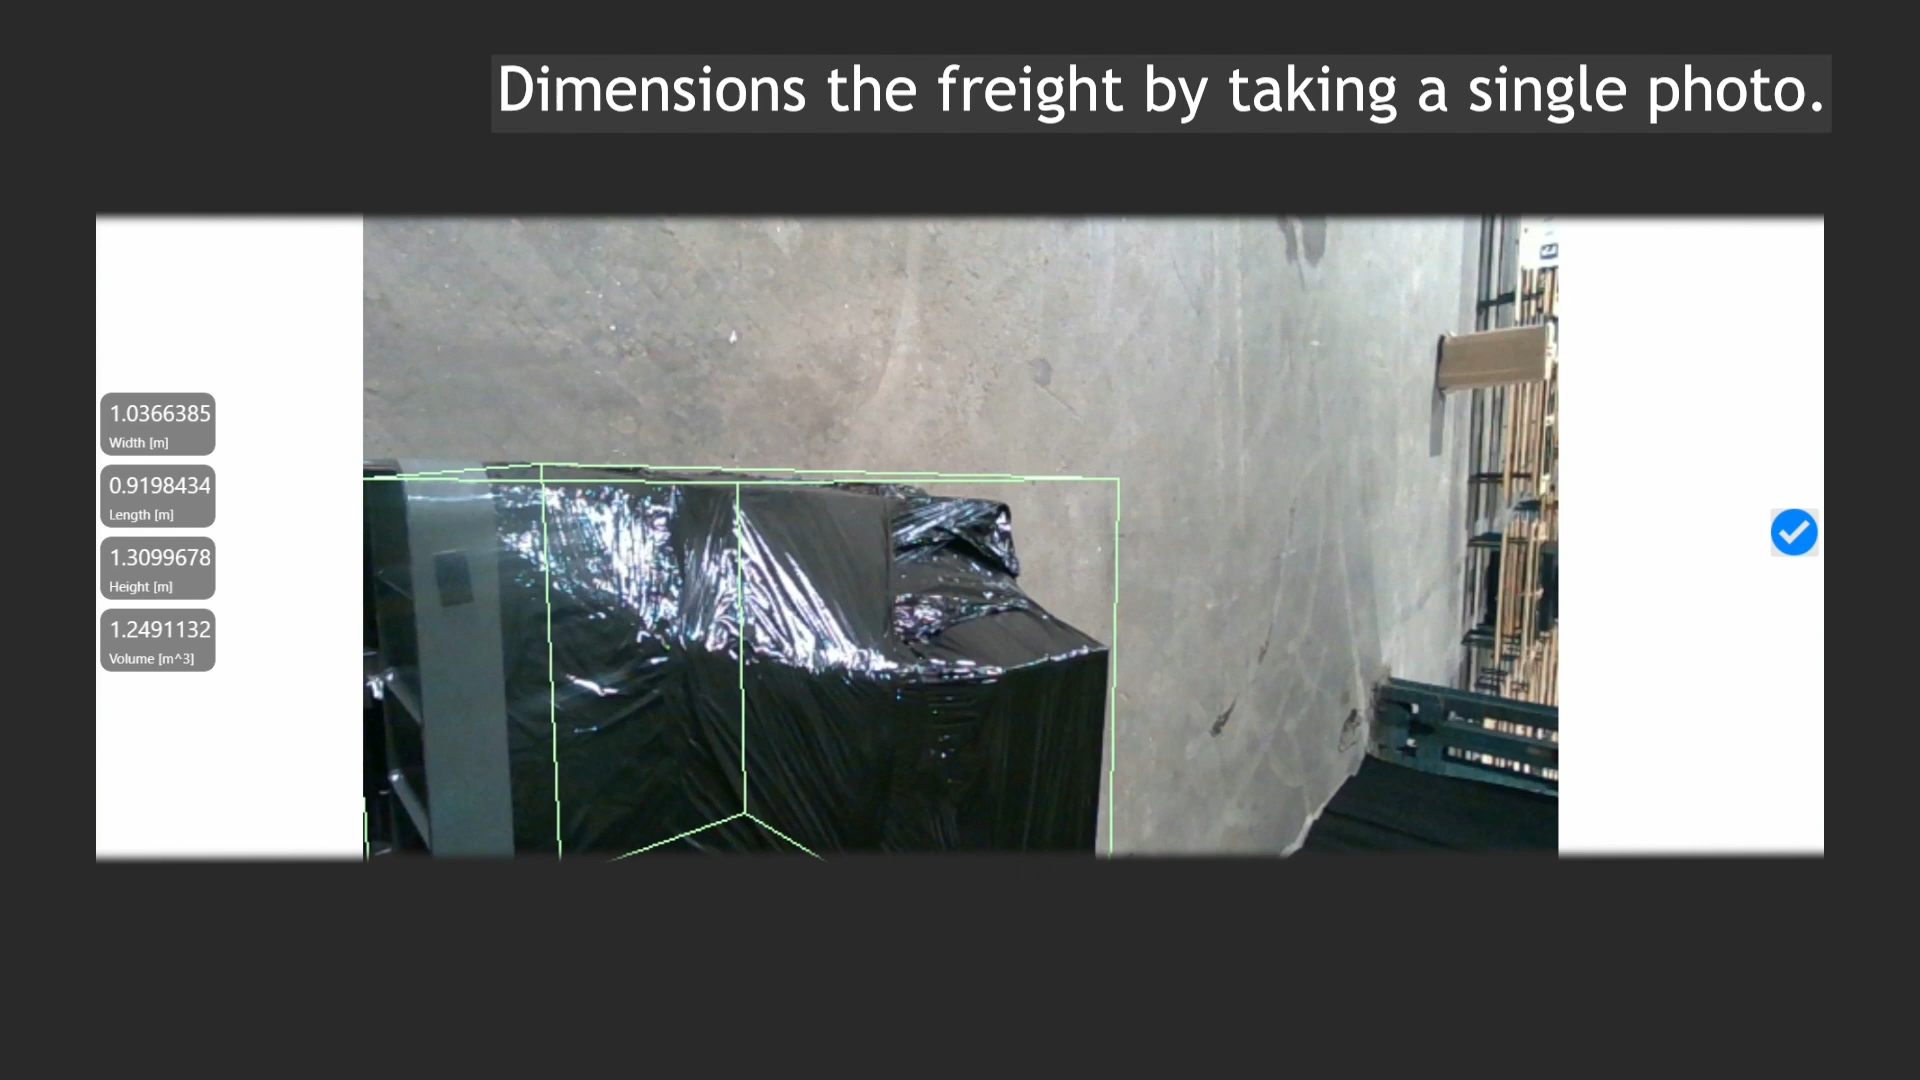 Dimensions the freight by taking a single photo.
1.0366385
Width [m]
0.9198434
Length [m]
1.3099678
Height [m]
1.2491132
Volume [m^3]